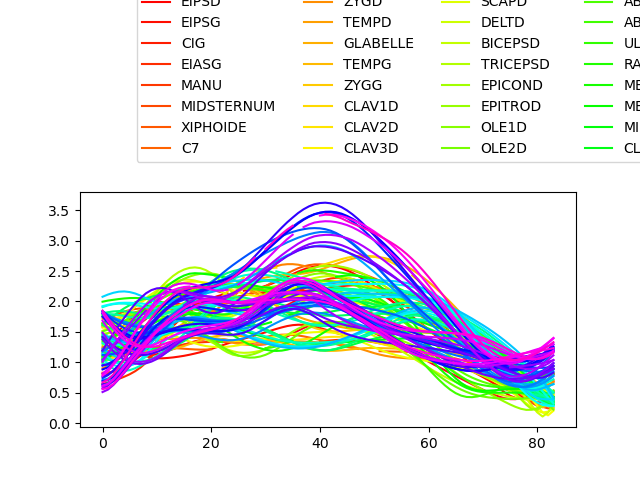 EIPSD ZYGD SCAPD
EIPSG TEMPD DELTD
CIG GLABELLE BICEPSD
EIASG TEMPG TRICEPSD
MANU ZYGG EPICOND
MIDSTERNUM CLAV1D EPITROD
XIPHOIDE CLAV2D OLE1D
C7 CLAV3D OLE2D
3.5
3.0
2.5
2.0
1.5
1.0
0.5
0.0
0 20 40 60 80